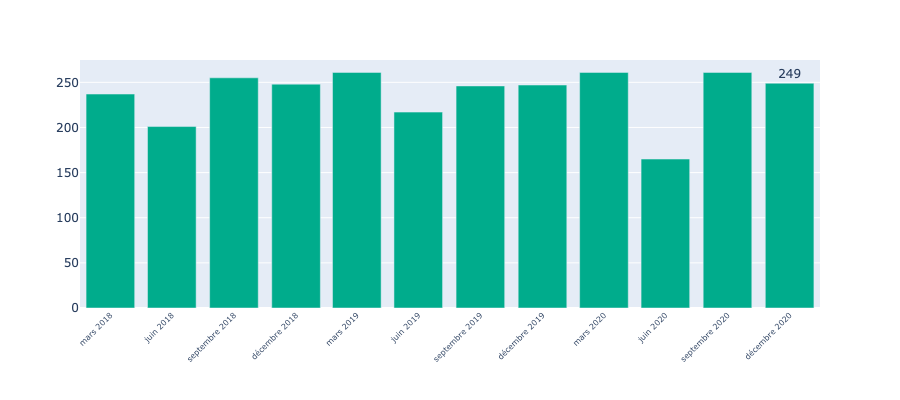 249
250
200
150
100
50
0
mars 2018
juin 2018
septembre 2018
décembre 2018
mars 2019
juin 2019
septembre 2019
décembre 2019
mars 2020
juin 2020
septembre 2020
décembre 2020